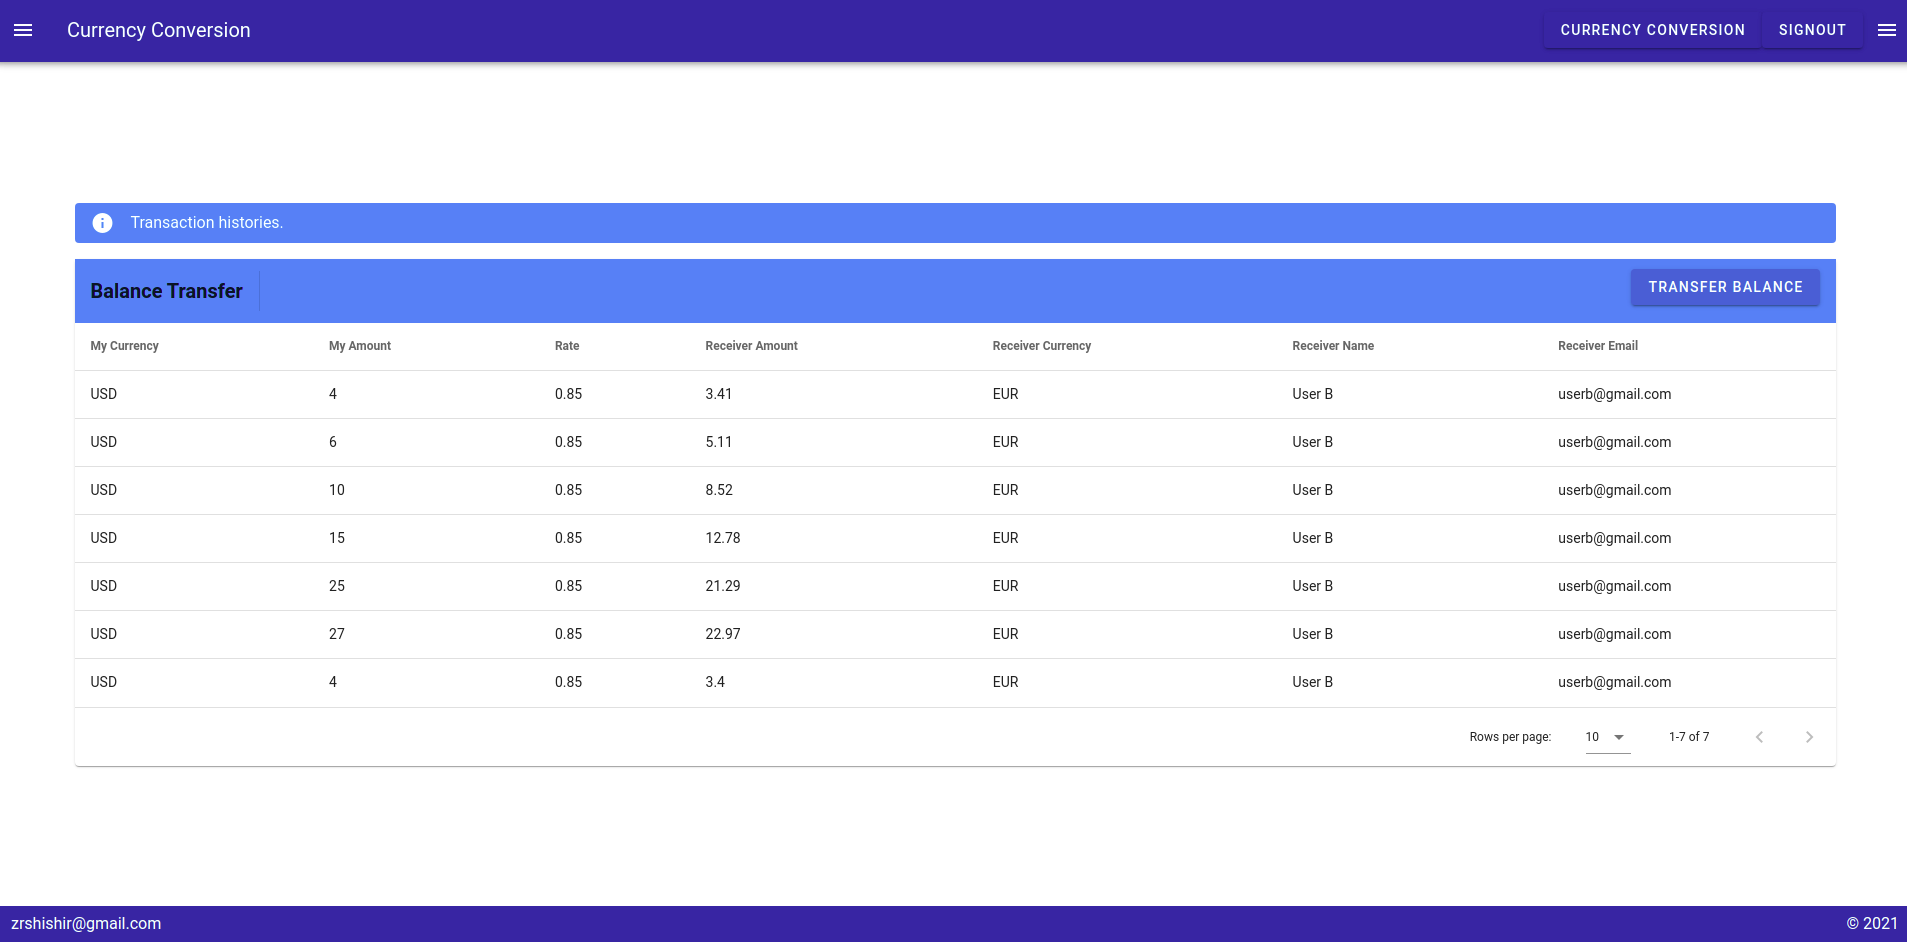 Currency Conversion CURRENCY CONVERSION SIGNOUT
Transaction histories.
Balance Transfer TRANSFER BALANCE
My Currency My Amount Rate Receiver Amount Receiver Currency Receiver Name Receiver Email
USD 4 0.85 3.41 EUR User B userb@gmail.com
USD 6 0.85 5.11 EUR User B userb@gmail.com
USD 10 0.85 8.52 EUR User B userb@gmail.com
USD 15 0.85 12.78 EUR User B userb@gmail.com
USD 25 0.85 21.29 EUR User B userb@gmail.com
USD 27 0.85 22.97 EUR User B userb@gmail.com
USD 4 0.85 3.4 EUR User B userb@gmail.com
Rows per page: 10 1-7 of 7
zrshishir@gmail.com © 2021